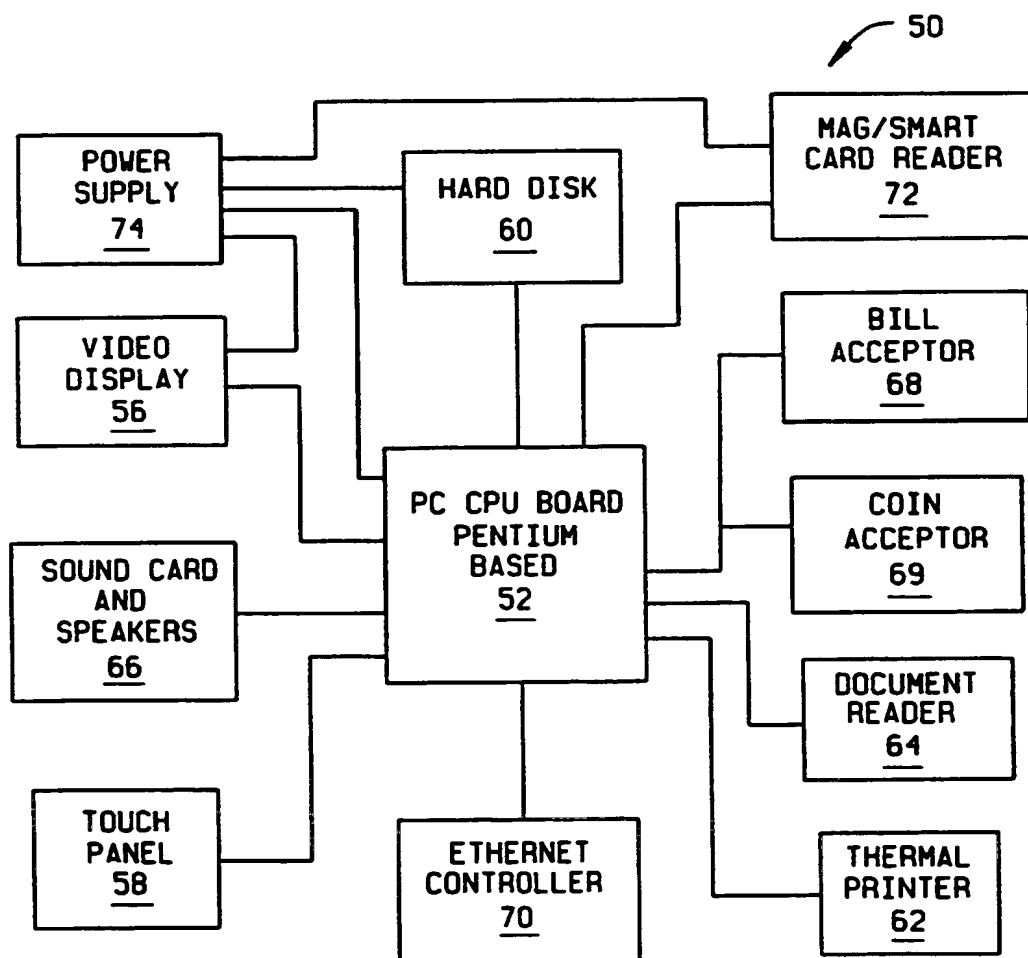 50
POWER
SUPPLY
74
HARD DISK
60
MAG/SMART
CARD READER
72
VIDEO
DISPLAY
56
BILL
ACCEPTOR
68
PC CPU BOARD
PENTIUM
BASED
52
COIN
ACCEPTOR
69
SOUND CARD
AND
SPEAKERS
66
DOCUMENT
READER
64
TOUCH
PANEL
58
ETHERNET
CONTROLLER
70
THERMAL
PRINTER
62